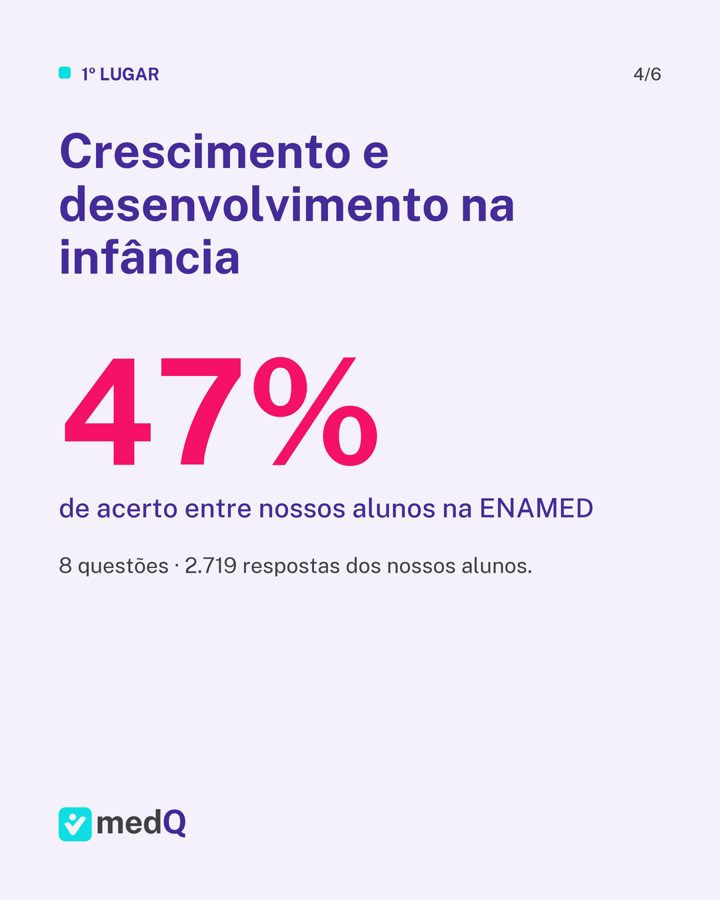 1º LUGAR
4/6
Crescimento e
desenvolvimento na
infância
47%
de acerto entre nossos alunos na ENAMED
8 questões · 2.719 respostas dos nossos alunos.
medQ